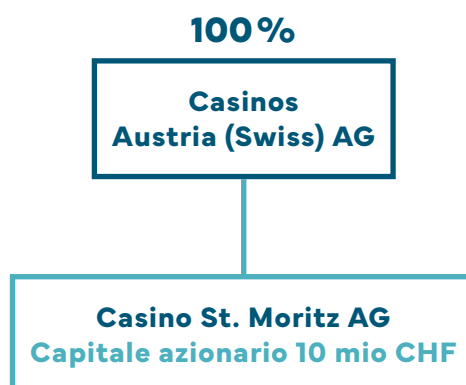 100%
Casinos
Austria (Swiss) AG
Casino St. Moritz AG
Capitale azionario 10 mio CHF